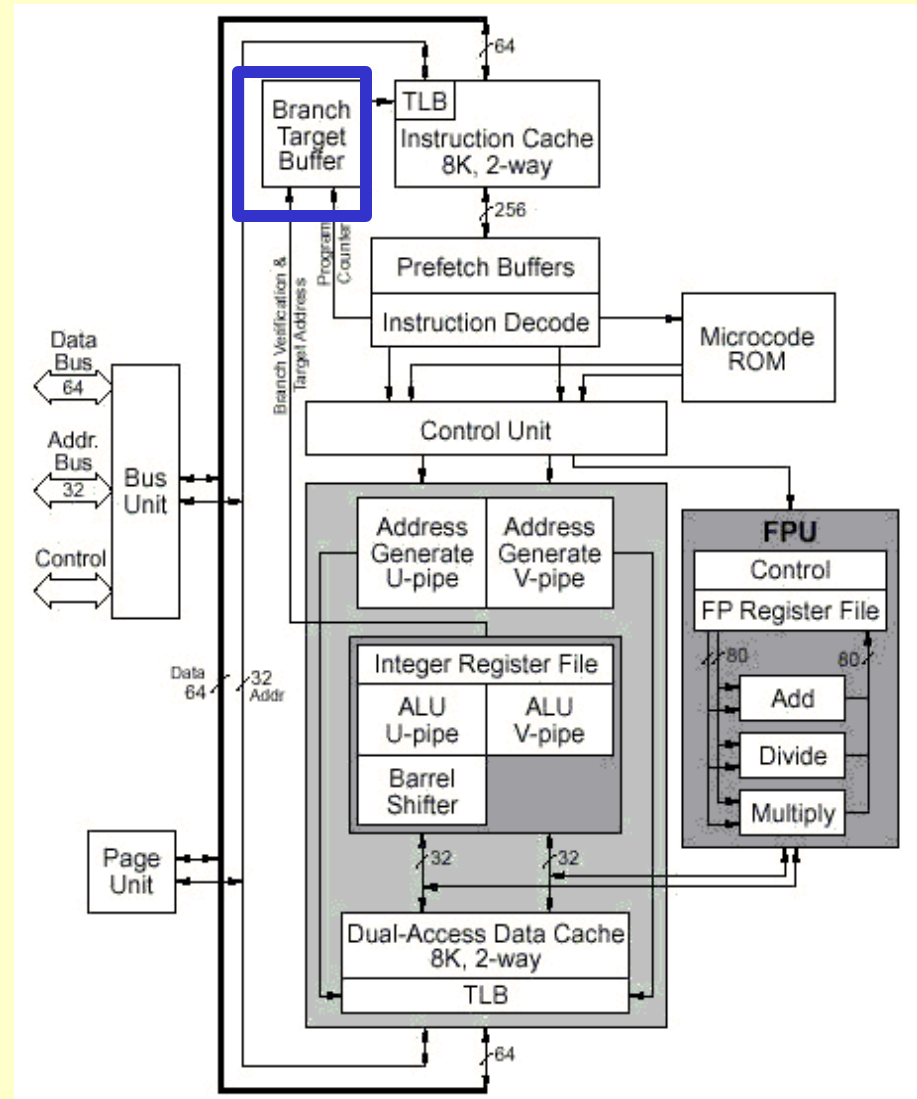 64
Branch
Target
Buffer
TLB
Instruction Cache
8K, 2-way
256
Branch Verification &
Target Address
Program
Counter
Prefetch Buffers
Instruction Decode
Microcode
ROM
Control Unit
Data
Bus
64
Addr.
Bus
32
Control
Bus
Unit
Address
Generate
U-pipe
Address
Generate
V-pipe
FPU
Control
FP Register File
80
80
Add
Divide
Multiply
Integer Register File
ALU
U-pipe
ALU
V-pipe
Barrel
Shifter
Data
64
32
Addr
Page
Unit
32
32
Dual-Access Data Cache
8K, 2-way
TLB
64